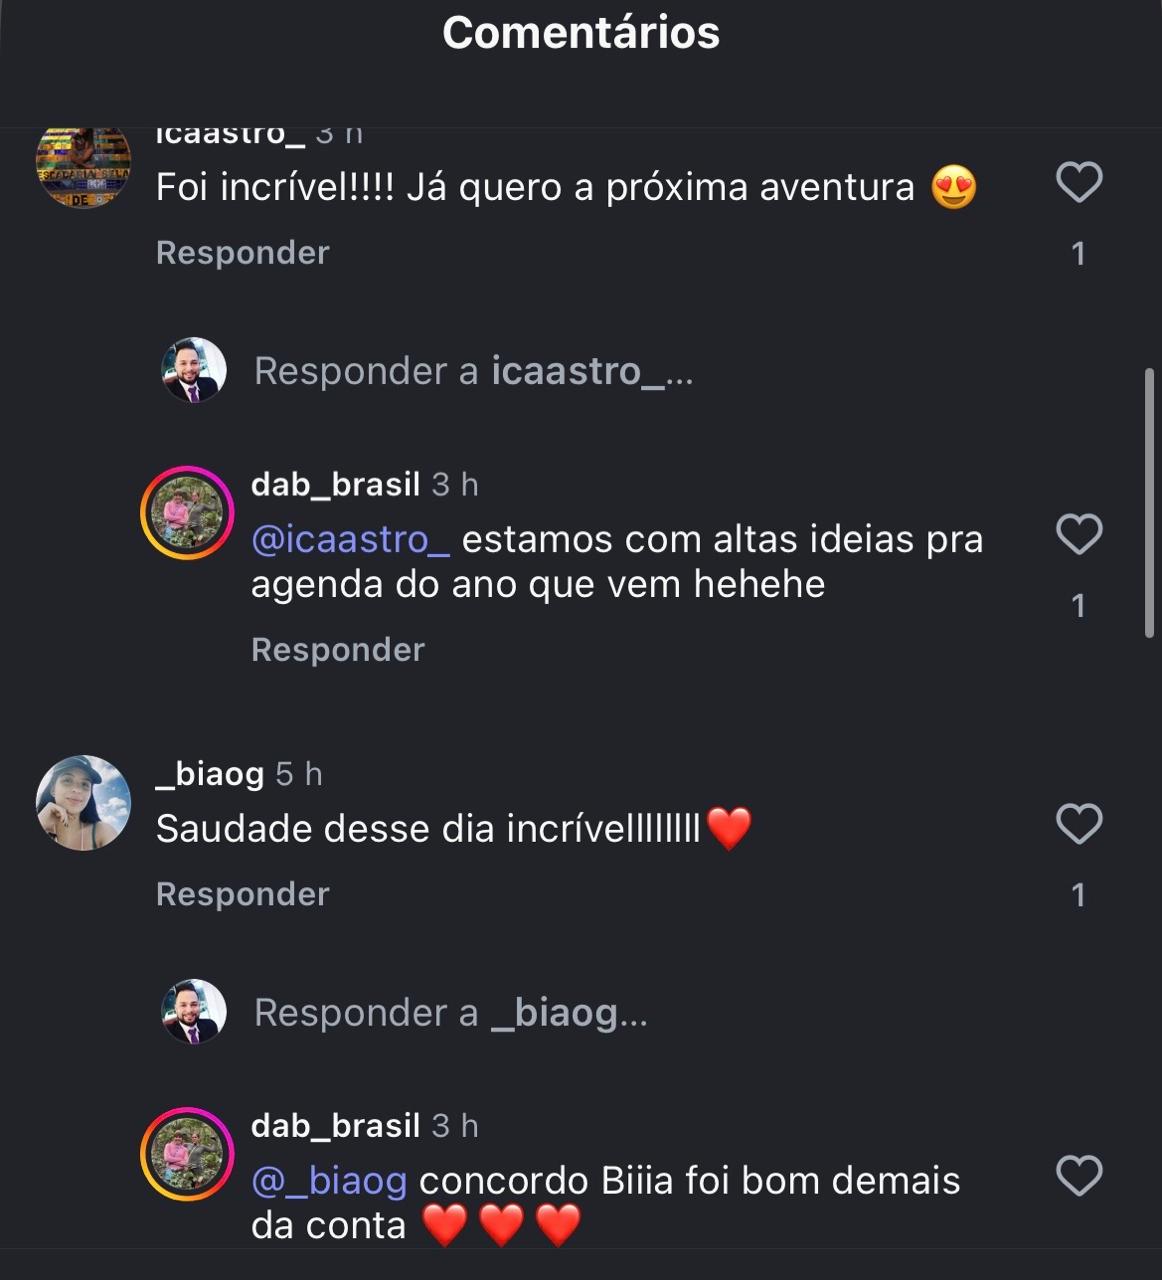 Comentários
icaastro_ 3 h
Foi incrível!!!! Já quero a próxima aventura 😍
Responder
1
Responder a icaastro_...
dab_brasil 3 h
@icaastro_ estamos com altas ideias pra
agenda do ano que vem hehehe
1
Responder
_biaog 5 h
Saudade desse dia incrívelllllllll❤️
Responder
1
Responder a _biaog...
dab_brasil 3 h
@_biaog concordo Biiia foi bom demais
da conta ❤️ ❤️ ❤️